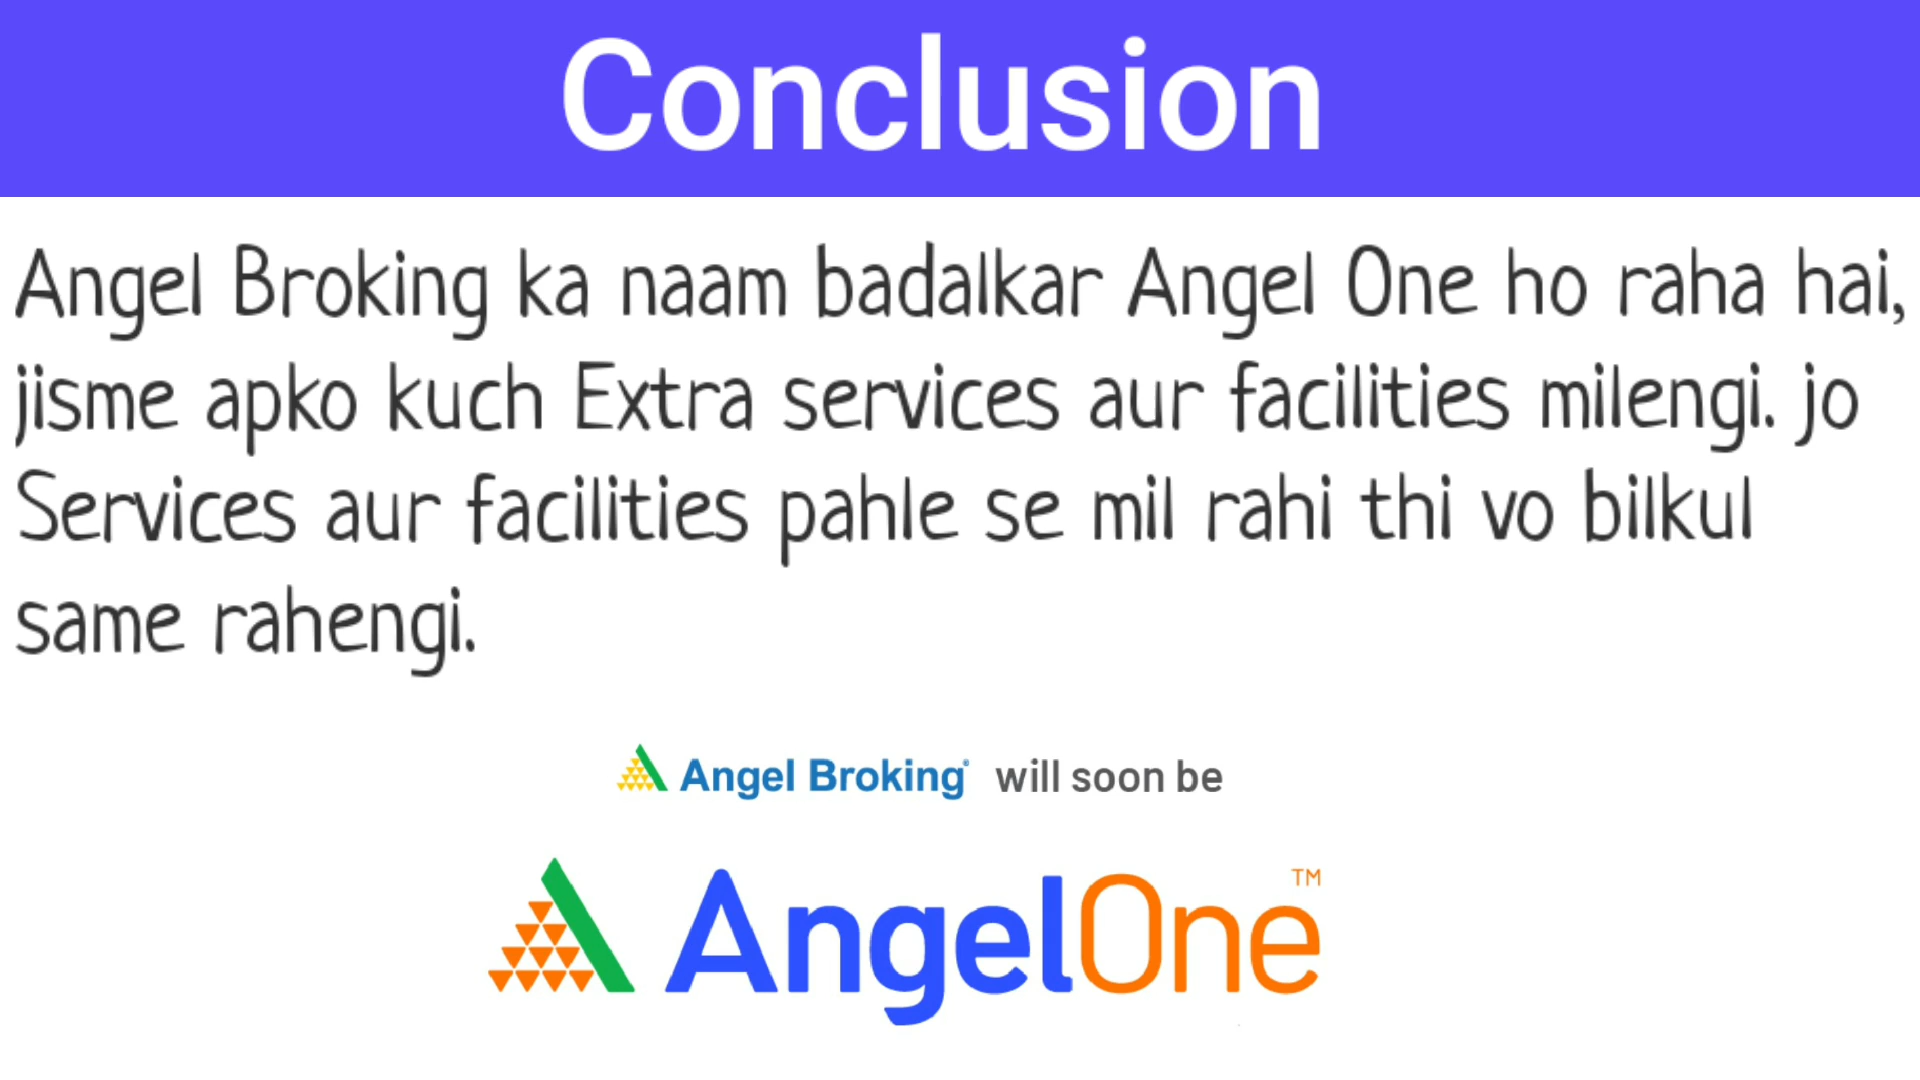 Conclusion
Angel Broking ka naam badalkar Angel One ho raha hai,
jisme apko kuch Extra services aur facilities milengi. jo
Services aur facilities pahle se mil rahi thi vo bilkul
same rahengi.
Angel Broking® will soon be
AngelOne™